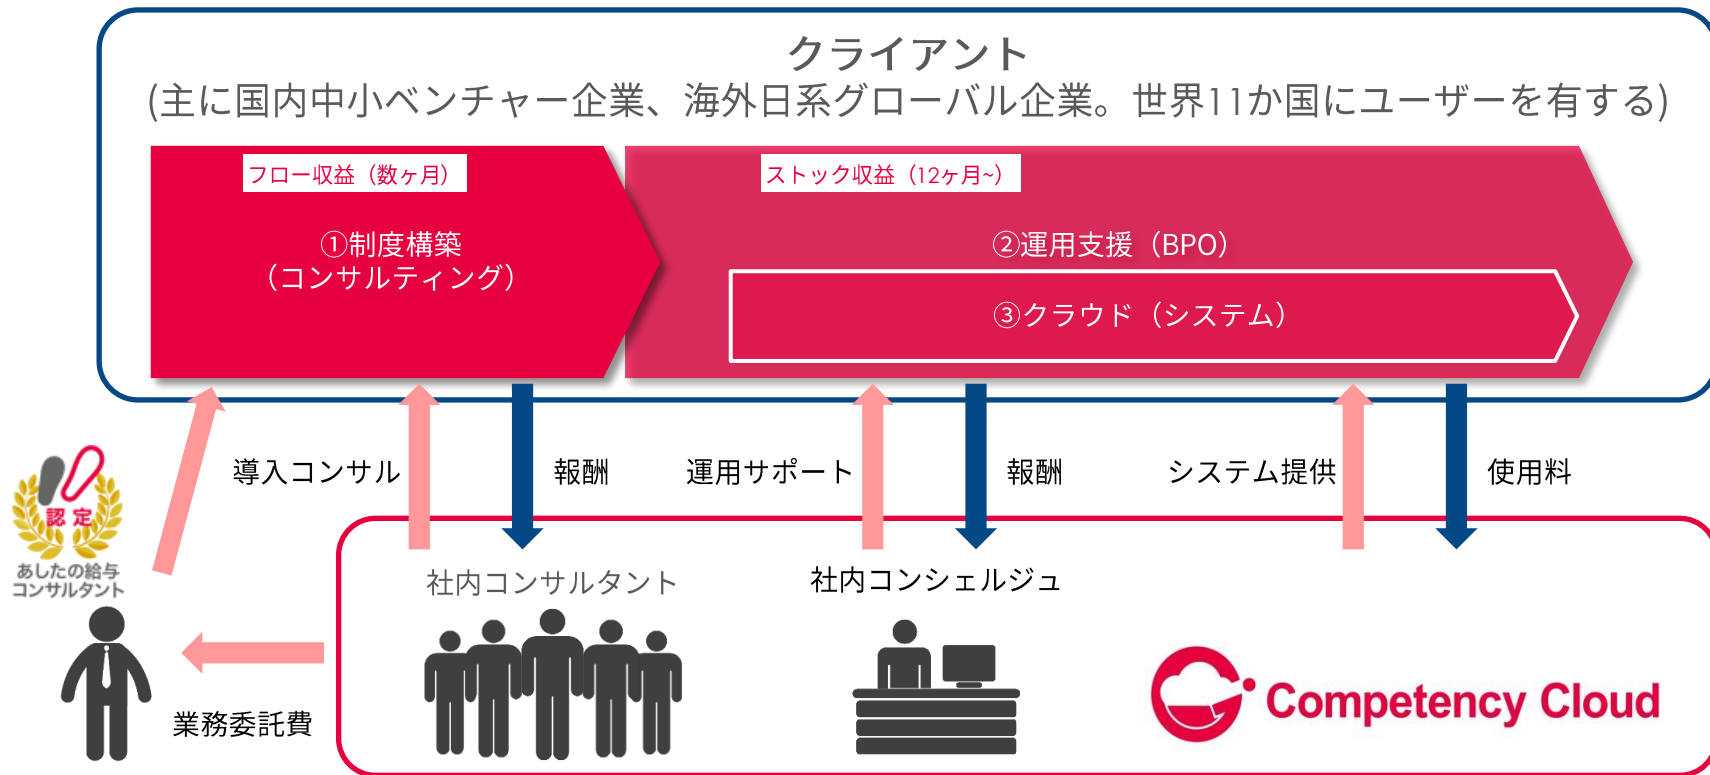 クライアント
(主に国内中小ベンチャー企業、海外日系グローバル企業。世界11か国にユーザーを有する)
フロー収益（数ヶ月）
①制度構築
（コンサルティング）
ストック収益（12ヶ月~）
②運用支援（BPO）
③クラウド（システム）
導入コンサル
報酬
運用サポート
報酬
システム提供
使用料
認定
あしたの給与
コンサルタント
業務委託費
社内コンサルタント
社内コンシェルジュ
Competency Cloud